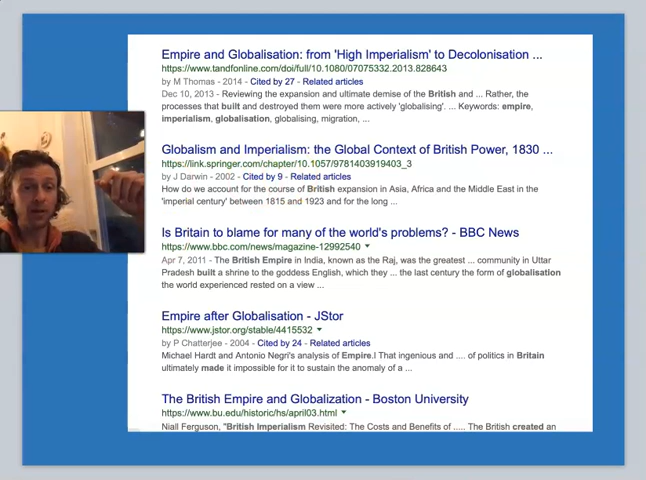 Empire and Globalisation: from 'High Imperialism' to Decolonisation ...
https://www.tandfonline.com/doi/full/10.1080/07075332.2013.828643
by M Thomas - 2014 - Cited by 27 - Related articles
Dec 10, 2013 - Reviewing the expansion and ultimate demise of the British and ... Rather, the
processes that built and destroyed them were more actively 'globalising'. ... Keywords: empire,
imperialism, globalisation, globalising, migration, ...
Globalism and Imperialism: the Global Context of British Power, 1830 ...
https://link.springer.com/chapter/10.1057/9781403919403_3
by J Darwin - 2002 - Cited by 9 - Related articles
How do we account for the course of British expansion in Asia, Africa and the Middle East in the
'imperial century' between 1815 and 1923 and for the long ...
Is Britain to blame for many of the world's problems? - BBC News
https://www.bbc.com/news/magazine-12992540
Apr 7, 2011 - The British Empire in India, known as the Raj, was the greatest ... community in Uttar
Pradesh built a shrine to the goddess English, which they ... the last century the form of globalisation
the world experienced rested on a view ...
Empire after Globalisation - JStor
https://www.jstor.org/stable/4415532
by P Chatterjee - 2004 - Cited by 24 - Related articles
Michael Hardt and Antonio Negri's analysis of Empire.l That ingenious and .... of politics in Britain
ultimately made it impossible for it to sustain the anomaly of a ...
The British Empire and Globalization - Boston University
https://www.bu.edu/historic/hs/april03.html
Niall Ferguson, "British Imperialism Revisited: The Costs and Benefits of ..... The British created an